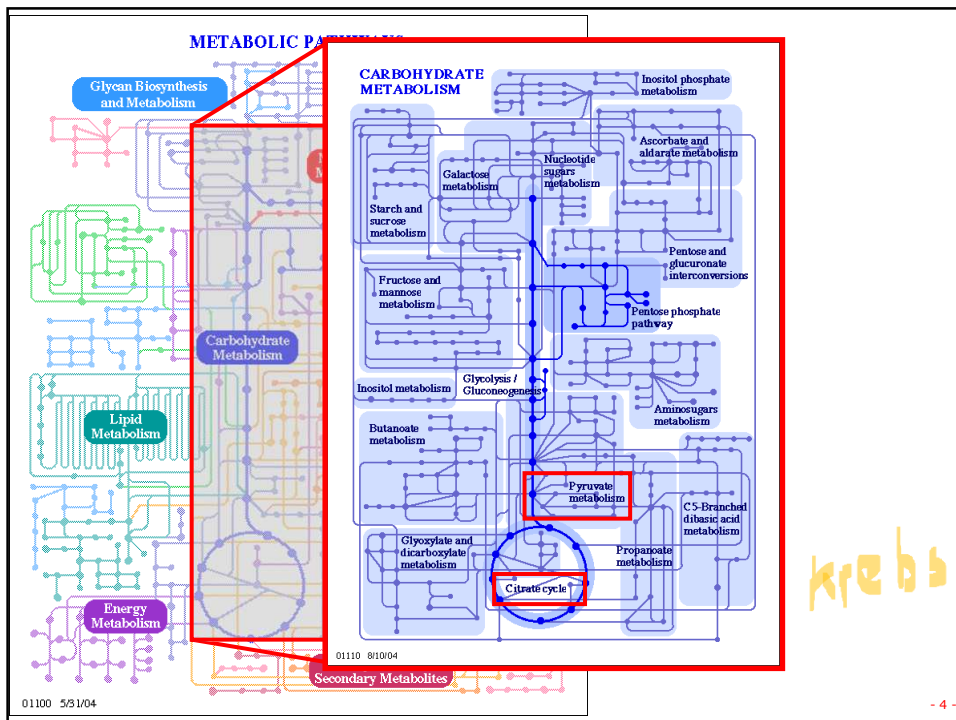 METABOLIC PATHWAYS
Glycan Biosynthesis
and Metabolism
Carbohydrate
Metabolism
Lipid
Metabolism
Energy
Metabolism
Secondary Metabolites
01100 5/31/04
CARBOHYDRATE
METABOLISM
Inositol phosphate
metabolism
Ascorbate and
aldarate metabolism
Nucleotide
sugars
metabolism
Galactose
metabolism
Starch and
sucrose
metabolism
Pentose and
glucuronate
interconversions
Fructose and
mannose
metabolism
Pentose phosphate
pathway
Glycolysis /
Gluconeogenesis
Inositol metabolism
Aminosugars
metabolism
Butanoate
metabolism
Pyruvate
metabolism
C5-Branched
dibasic acid
metabolism
Glyoxylate and
dicarboxylate
metabolism
Propanoate
metabolism
Citrate cycle
01110 8/10/04
krebs
- 4 -